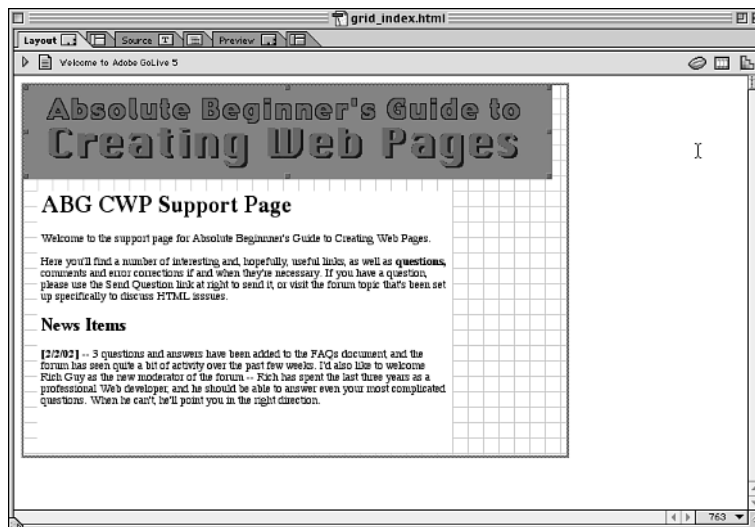 grid_index.html
Layout Source Preview
Welcome to Adobe GoLive 5
Absolute Beginner's Guide to
Creating Web Pages
ABG CWP Support Page
Welcome to the support page for Absolute Beginnner's Guide to Creating Web Pages.
Here you'll find a number of interesting and, hopefully, useful links, as well as questions,
comments and error corrections if and when they're necessary. If you have a question,
please use the Send Question link at right to send it, or visit the forum topic that's been set
up specifically to discuss HTML isssues.
News Items
[2/2/02] -- 3 questions and answers have been added to the FAQs document, and the
forum has seen quite a bit of activity over the past few weeks. I'd also like to welcome
Rich Guy as the new moderator of the forum -- Rich has spent the last three years as a
professional Web developer, and he should be able to answer even your most complicated
questions. When he can't, he'll point you in the right direction.
763